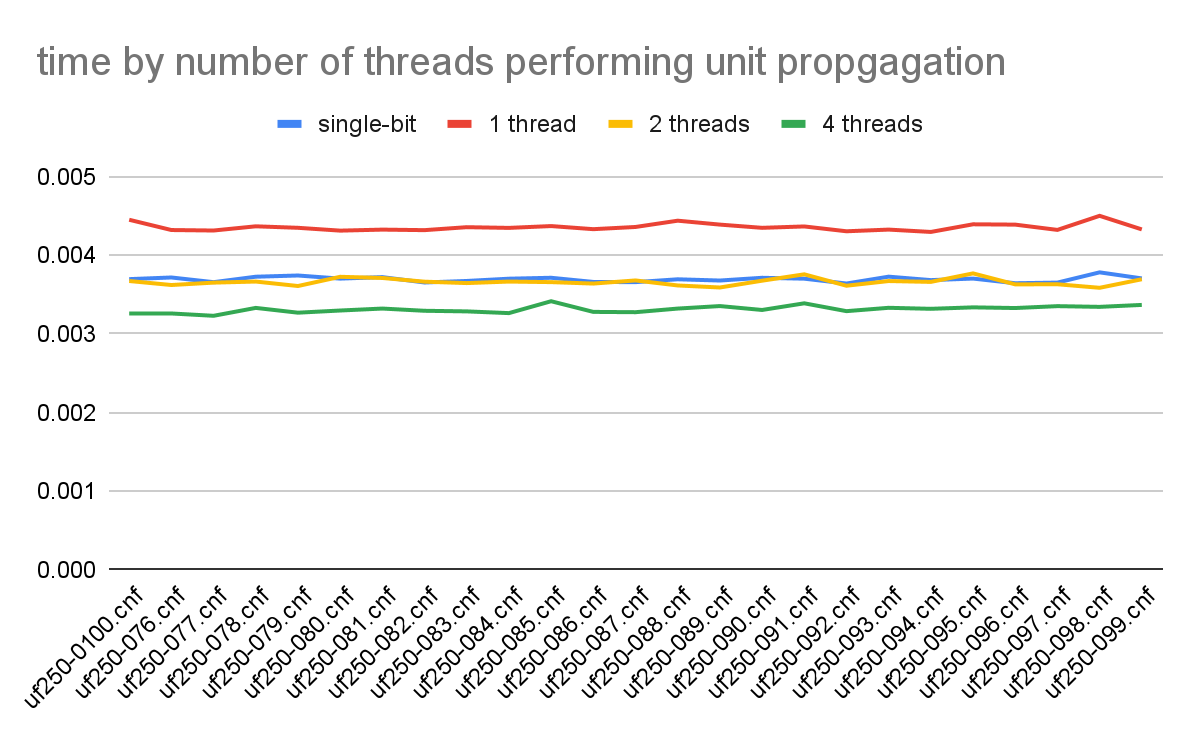 time by number of threads performing unit propgagation
single-bit 1 thread 2 threads 4 threads
0.005
0.004
0.003
0.002
0.001
0.000
uf250-0100.cnf
uf250-076.cnf
uf250-077.cnf
uf250-078.cnf
uf250-079.cnf
uf250-080.cnf
uf250-081.cnf
uf250-082.cnf
uf250-083.cnf
uf250-084.cnf
uf250-085.cnf
uf250-086.cnf
uf250-087.cnf
uf250-088.cnf
uf250-089.cnf
uf250-090.cnf
uf250-091.cnf
uf250-092.cnf
uf250-093.cnf
uf250-094.cnf
uf250-095.cnf
uf250-096.cnf
uf250-097.cnf
uf250-098.cnf
uf250-099.cnf